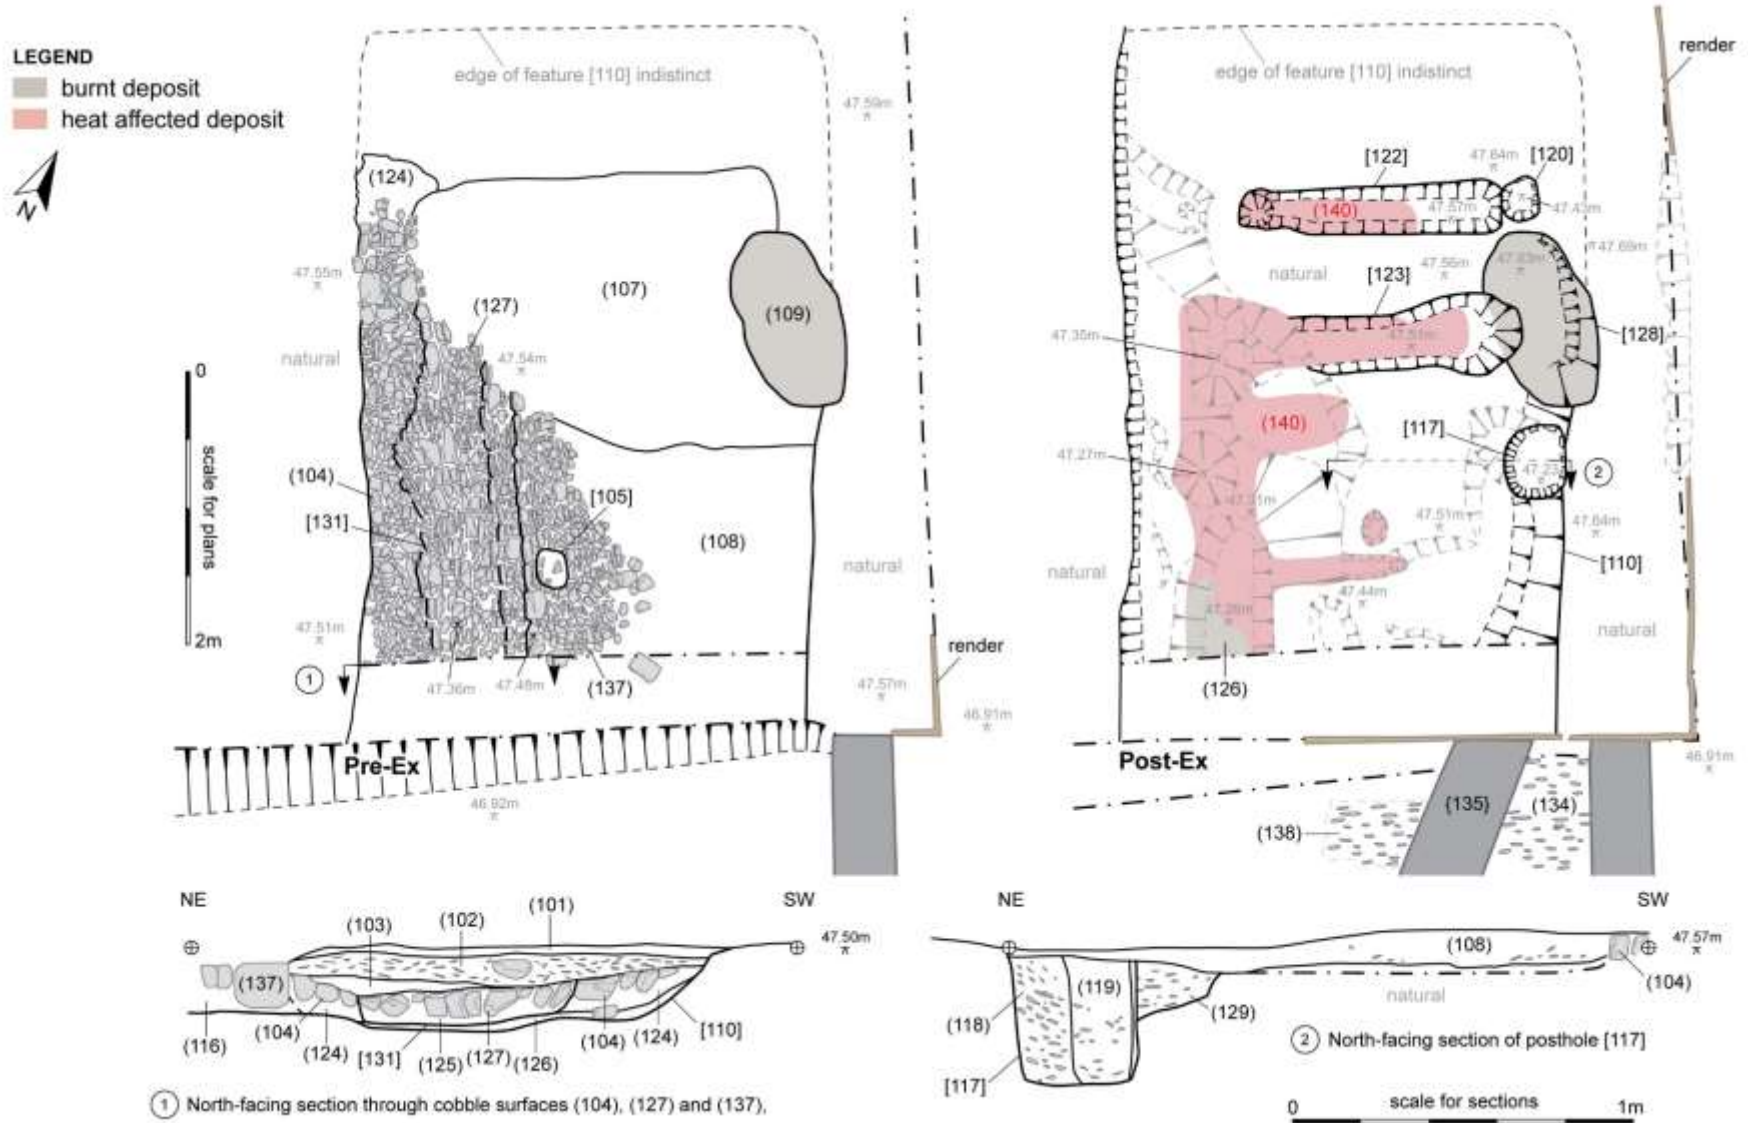 LEGEND
burnt deposit
heat affected deposit
N
edge of feature [110] indistinct
47.59m
(124)
47.55m
(107)
(127)
(109)
natural
47.54m
0
scale for plans
2m
(104)
[131]
[105]
(108)
natural
47.51m
1
47.36m
47.48m
(137)
47.57m
render
46.91m
Pre-Ex
46.92m
edge of feature [110] indistinct
render
[122]
47.64m
[120]
(140)
47.57m
natural
[123]
47.56m
47.69m
47.35m
[128]
(140)
[117]
47.27m
2
47.23
47.51m
47.64m
natural
[110]
47.44m
natural
(126)
Post-Ex
46.91m
(135)
(134)
(138)
NE
SW
(103)
(102)
(101)
47.50m
(137)
(116)
(104)
(124)
[131]
(125)
(127)
(126)
(104)
(124)
[110]
1 North-facing section through cobble surfaces (104), (127) and (137),
NE
SW
(108)
47.57m
(104)
(119)
(118)
(129)
natural
[117]
2 North-facing section of posthole [117]
0
scale for sections
1m